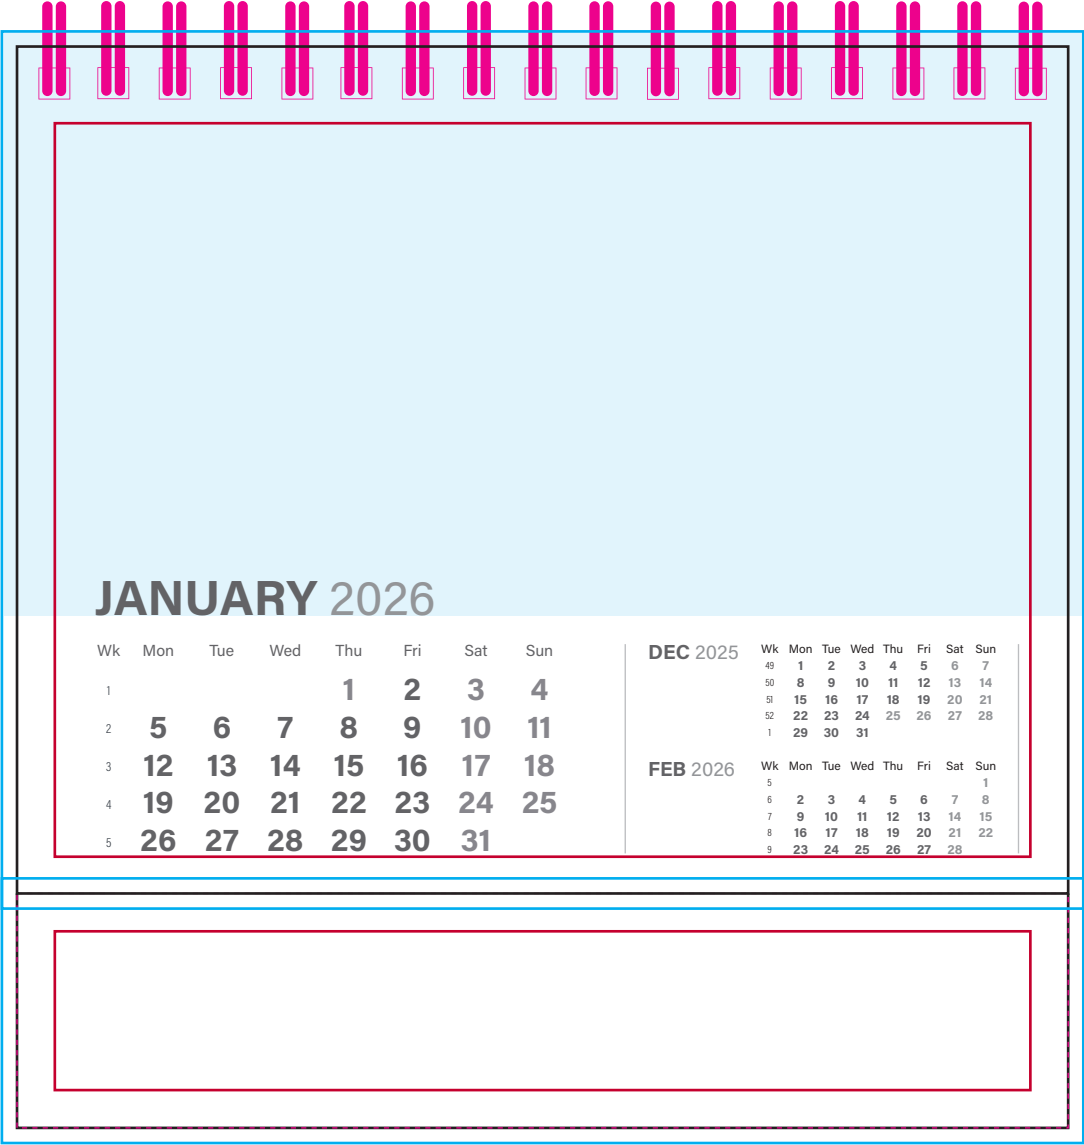 JANUARY 2026
Wk Mon Tue Wed Thu Fri Sat Sun
1 1 2 3 4
2 5 6 7 8 9 10 11
3 12 13 14 15 16 17 18
4 19 20 21 22 23 24 25
5 26 27 28 29 30 31
DEC 2025
Wk Mon Tue Wed Thu Fri Sat Sun
49 1 2 3 4 5 6 7
50 8 9 10 11 12 13 14
51 15 16 17 18 19 20 21
52 22 23 24 25 26 27 28
1 29 30 31
FEB 2026
Wk Mon Tue Wed Thu Fri Sat Sun
5 1
6 2 3 4 5 6 7 8
7 9 10 11 12 13 14 15
8 16 17 18 19 20 21 22
9 23 24 25 26 27 28